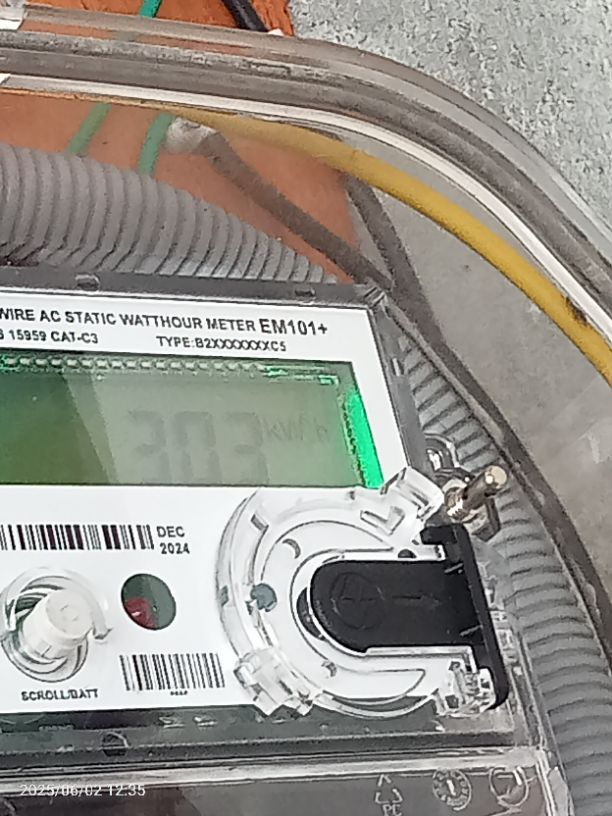 WIRE AC STATIC WATTHOUR METER EM101+
S 15959 CAT-C3 TYPE:B2XXXXXXXC5
303 kWh
DEC
2024
SCROLL/BATT
2025/06/02 12:35
PC